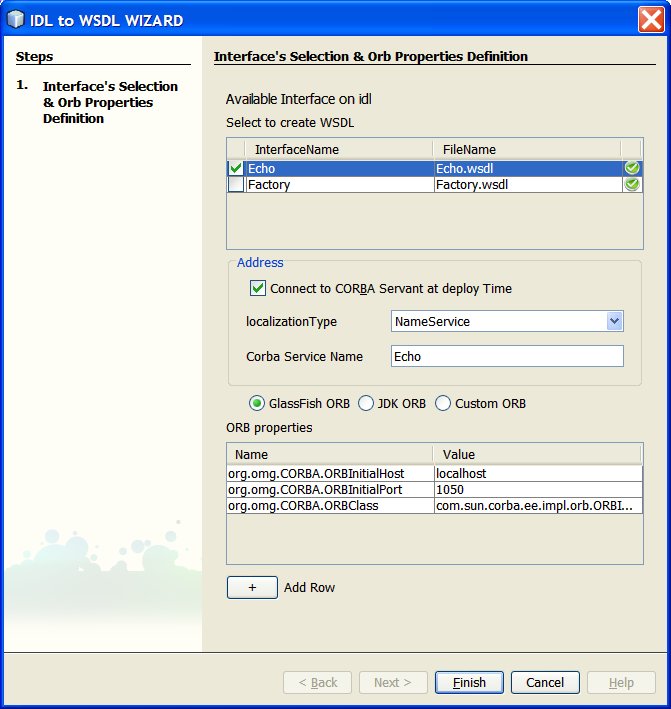 IDL to WSDL WIZARD
Steps
1. Interface's Selection
& Orb Properties
Definition
Interface's Selection & Orb Properties Definition
Available Interface on idl
Select to create WSDL
InterfaceName FileName
Echo Echo.wsdl
Factory Factory.wsdl
Address
Connect to CORBA Servant at deploy Time
localizationType NameService
Corba Service Name Echo
GlassFish ORB JDK ORB Custom ORB
ORB properties
Name Value
org.omg.CORBA.ORBInitialHost localhost
org.omg.CORBA.ORBInitialPort 1050
org.omg.CORBA.ORBClass com.sun.corba.ee.impl.orb.ORBI...
+ Add Row
< Back Next > Finish Cancel Help